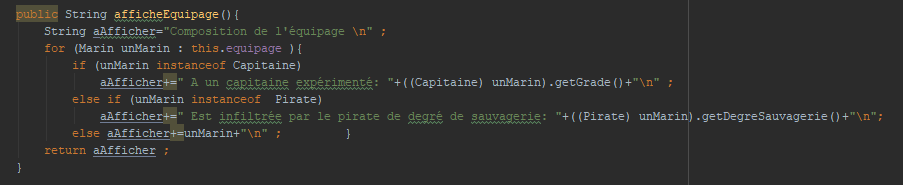 public String afficheEquipage(){
String aAfficher="Composition de l'équipage \n" ;
for (Marin unMarin : this.equipage ){
if (unMarin instanceof Capitaine)
aAfficher+=" A un capitaine expérimenté: "+((Capitaine) unMarin).getGrade()+"\n" ;
else if (unMarin instanceof  Pirate)
aAfficher+=" Est infiltrée par le pirate de degré de sauvagerie: "+((Pirate) unMarin).getDegreSauvagerie()+"\n";
else aAfficher+=unMarin+"\n" ;          }
return aAfficher ;
}